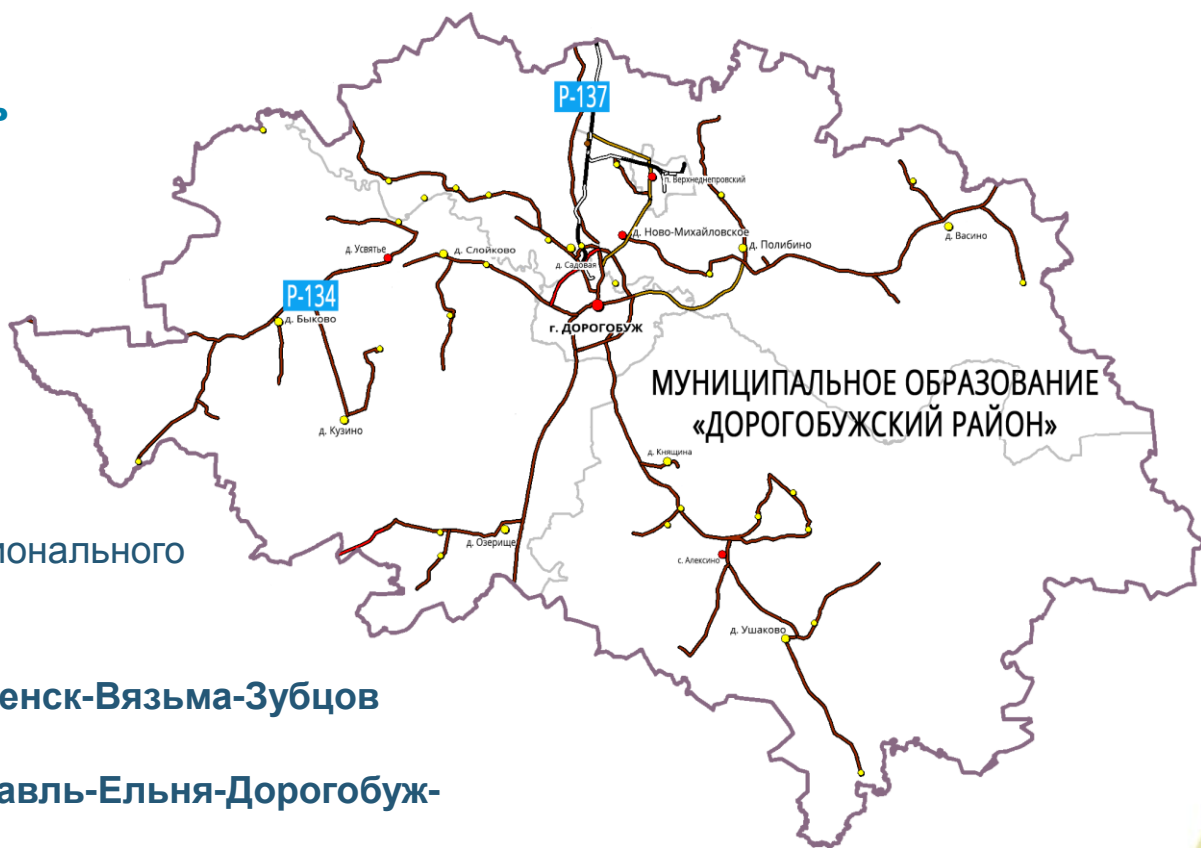 Р-137
п. Верхнеднепровский
д. Ново-Михайловское
д. Васино
д. Полибино
д. Усвятье
д. Слойково
д. Садовая
Р-134
д. Быково
г. ДОРОГОБУЖ
МУНИЦИПАЛЬНОЕ ОБРАЗОВАНИЕ
«ДОРОГОБУЖСКИЙ РАЙОН»
д. Кузино
д. Княщина
д. Озерище
с. Алексино
д. Ушаково
ионального
енск-Вязьма-Зубцов
авль-Ельня-Дорогобуж-